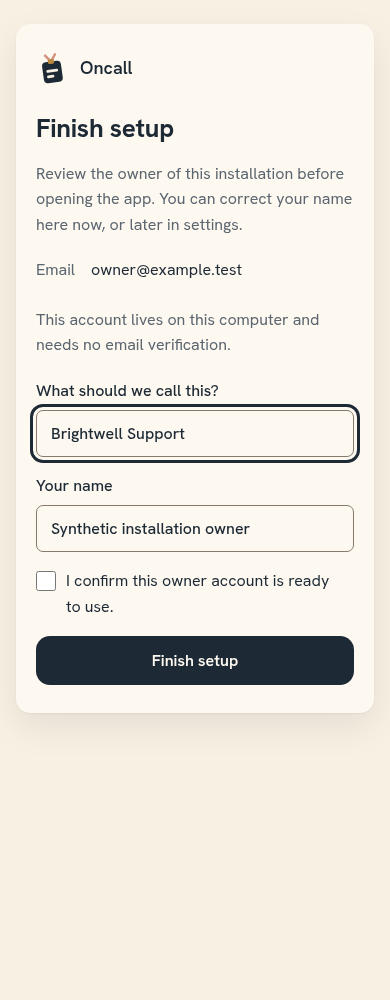 Oncall
Finish setup
Review the owner of this installation before
opening the app. You can correct your name
here now, or later in settings.
Email owner@example.test
This account lives on this computer and
needs no email verification.
What should we call this?
Brightwell Support
Your name
Synthetic installation owner
I confirm this owner account is ready
to use.
Finish setup